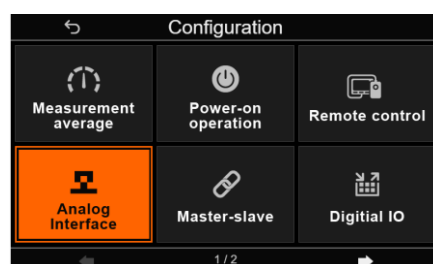 Configuration
Measurement
average
Power-on
operation
Remote control
Analog
Interface
Master-slave
Digitial IO
1/2